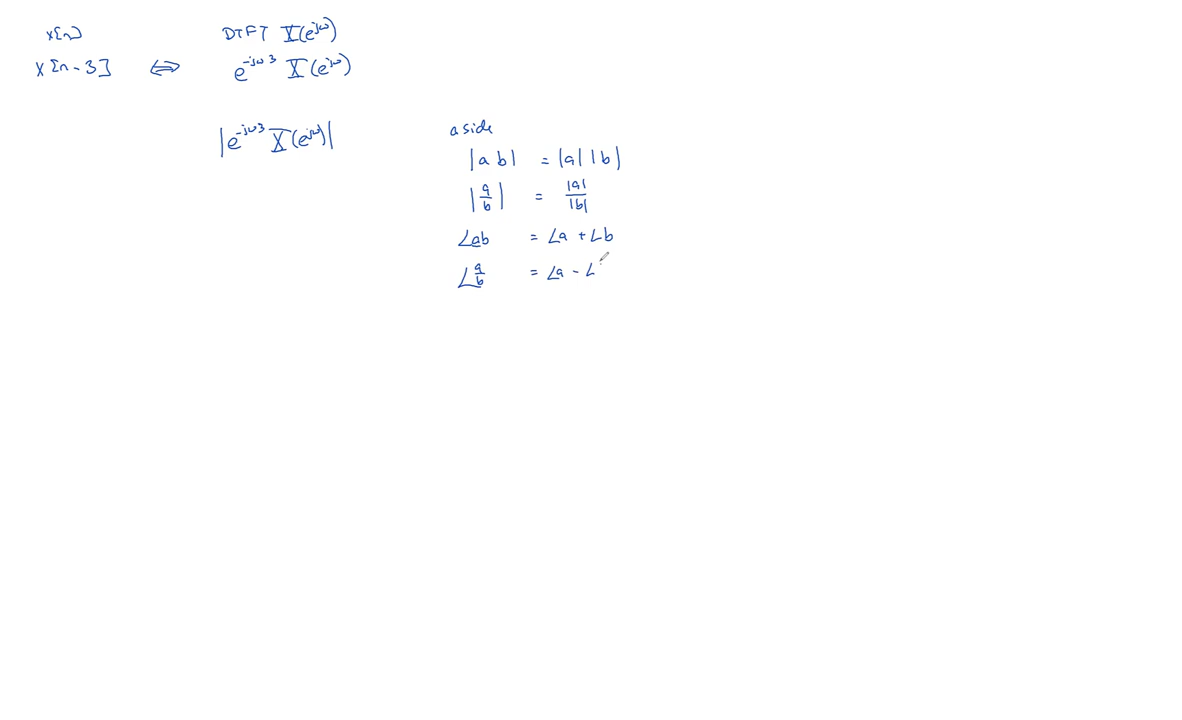 x[n] DTFT X(e^{jω})
x[n-3] ⇔ e^{-jω3} X(e^{jω})
|e^{-jω3} X(e^{jω})|
aside
|ab| = |a| |b|
|a/b| = |a|/|b|
∠ab = ∠a + ∠b
∠a/b = ∠a - ∠